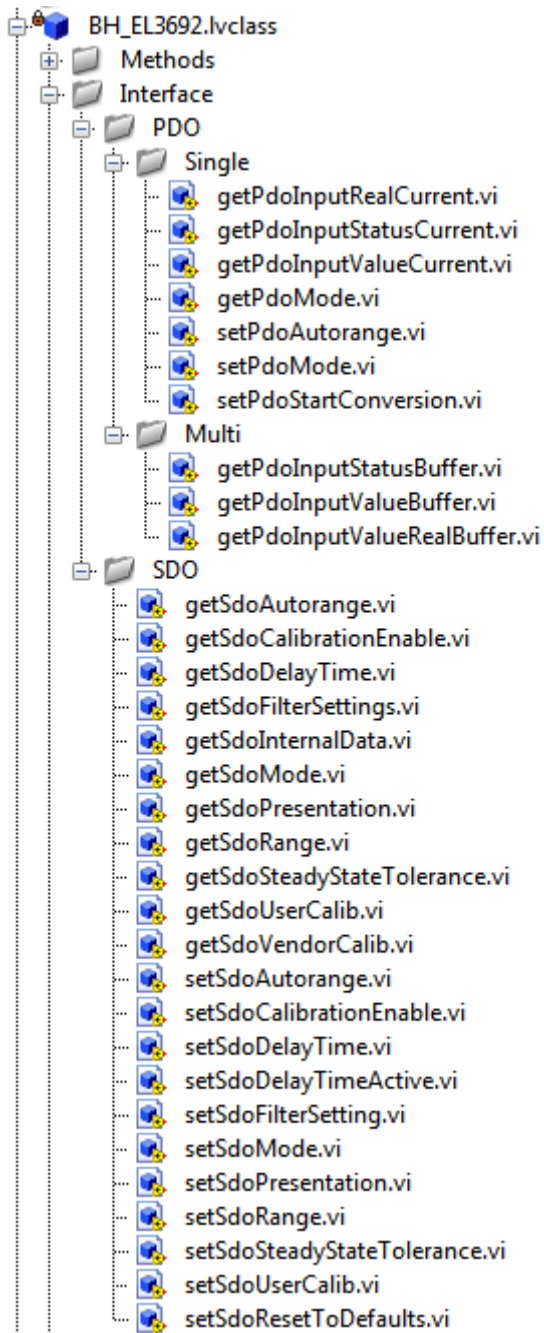 BH_EL3692.lvclass
Methods
Interface
PDO
Single
getPdoInputRealCurrent.vi
getPdoInputStatusCurrent.vi
getPdoInputValueCurrent.vi
getPdoMode.vi
setPdoAutorange.vi
setPdoMode.vi
setPdoStartConversion.vi
Multi
getPdoInputStatusBuffer.vi
getPdoInputValueBuffer.vi
getPdoInputValueRealBuffer.vi
SDO
getSdoAutorange.vi
getSdoCalibrationEnable.vi
getSdoDelayTime.vi
getSdoFilterSettings.vi
getSdoInternalData.vi
getSdoMode.vi
getSdoPresentation.vi
getSdoRange.vi
getSdoSteadyStateTolerance.vi
getSdoUserCalib.vi
getSdoVendorCalib.vi
setSdoAutorange.vi
setSdoCalibrationEnable.vi
setSdoDelayTime.vi
setSdoDelayTimeActive.vi
setSdoFilterSetting.vi
setSdoMode.vi
setSdoPresentation.vi
setSdoRange.vi
setSdoSteadyStateTolerance.vi
setSdoUserCalib.vi
setSdoResetToDefaults.vi